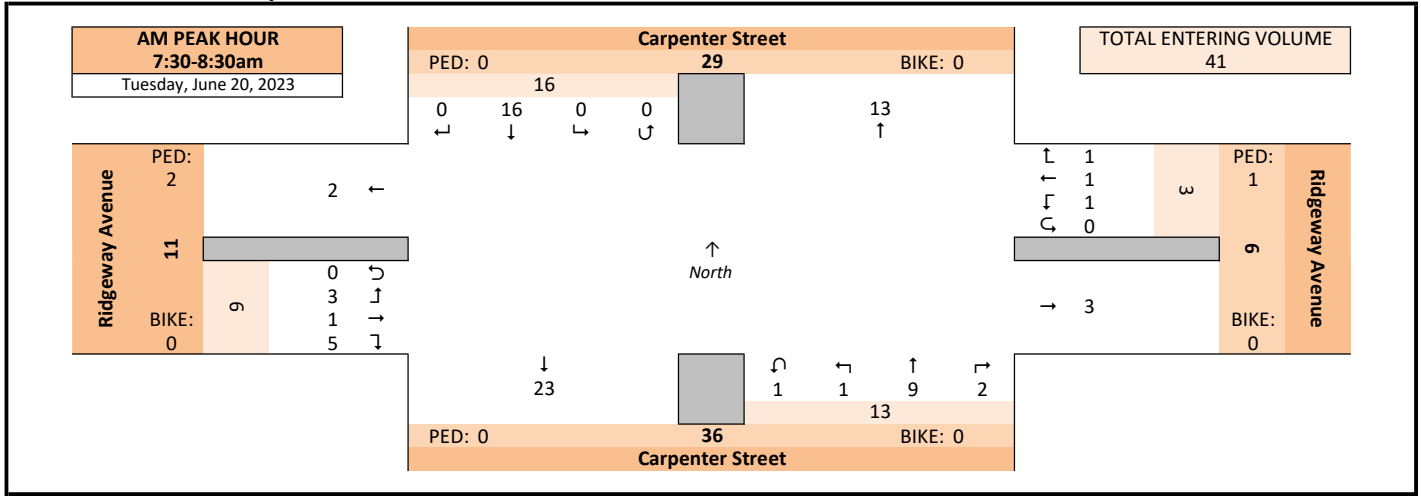 AM PEAK HOUR
7:30-8:30am
Tuesday, June 20, 2023
Carpenter Street
PED: 0 29 BIKE: 0
16
0 16 0 0
↵ ↓ ↳ ↺
13
↑
TOTAL ENTERING VOLUME
41
Ridgeway Avenue
PED:
2
11
BIKE:
0
2 ←
9
0 ⮌
3 ⮥
1 →
5 ⮧
↑
North
↰ 1
← 1
↲ 1
⮎ 0
3
→ 3
PED:
1
6
BIKE:
0
Ridgeway Avenue
↓
23
⮏ ↰ ↑ ↱
1 1 9 2
13
PED: 0 36 BIKE: 0
Carpenter Street